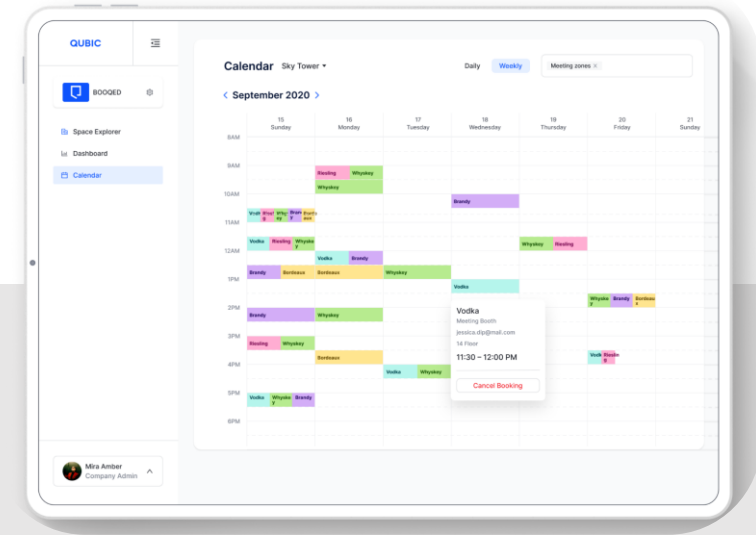 QUBIC
BOOQED
Space Explorer
Dashboard
Calendar
Mira Amber
Company Admin
Calendar Sky Tower
Daily Weekly Meeting zones ×
< September 2020 >
15 16 17 18 19 20 21
Sunday Monday Tuesday Wednesday Thursday Friday Sunday
8AM
9AM
Riesling Whyskey
Whyskey
10AM
Brandy
11AM
Vodka Riesling Whyskey
Whyskey Riesling
12AM
Vodka Brandy
Brandy Bordeaux Bordeaux Whyskey
1PM
Vodka
Whyskey Brandy Bordeaux
2PM
Brandy Whyskey
3PM
Riesling Whyskey
Bordeaux
4PM
Vodka Whyskey
5PM
Vodka Whyskey Brandy
6PM
Vodka
Meeting Booth
jessica.dip@mail.com
14 Floor
11:30 – 12:00 PM
Cancel Booking